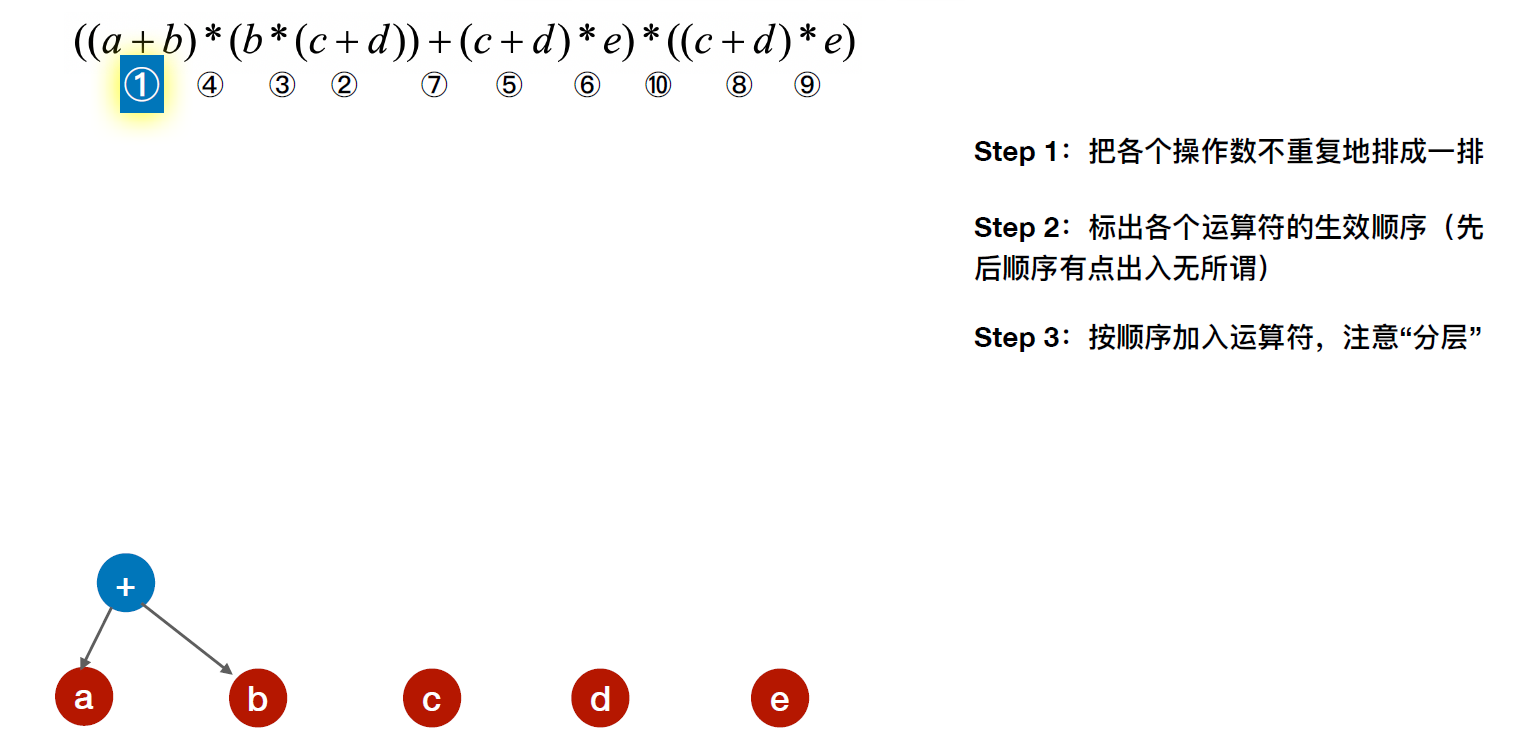 ((a+b)*(b*(c+d))+(c+d)*e)*((c+d)*e)
① ④ ③ ② ⑦ ⑤ ⑥ ⑩ ⑧ ⑨
Step 1：把各个操作数不重复地排成一排
Step 2：标出各个运算符的生效顺序（先
后顺序有点出入无所谓）
Step 3：按顺序加入运算符，注意“分层”
+
a b c d e